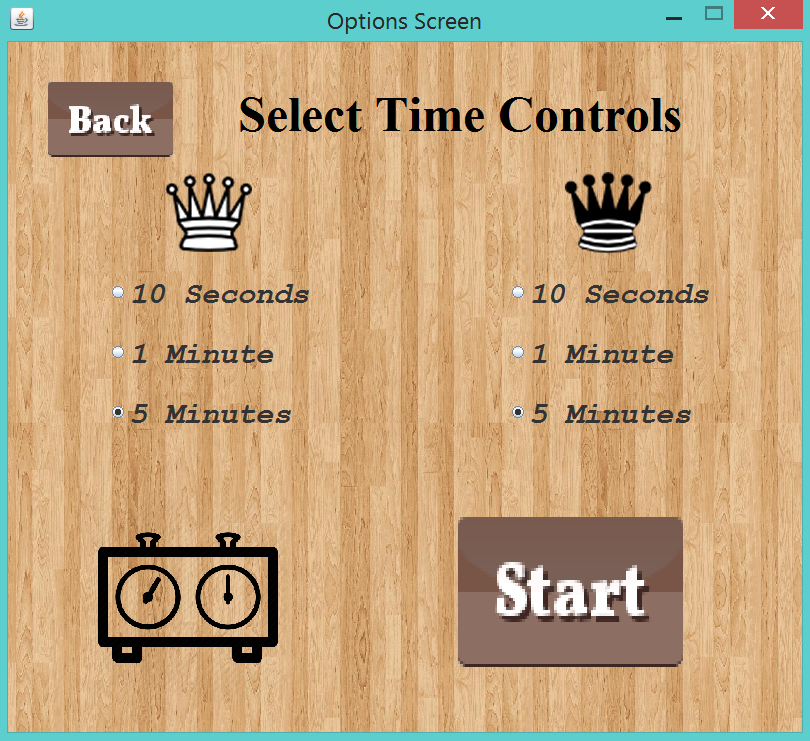 Options Screen
Back
Select Time Controls
10 Seconds
1 Minute
5 Minutes
10 Seconds
1 Minute
5 Minutes
Start